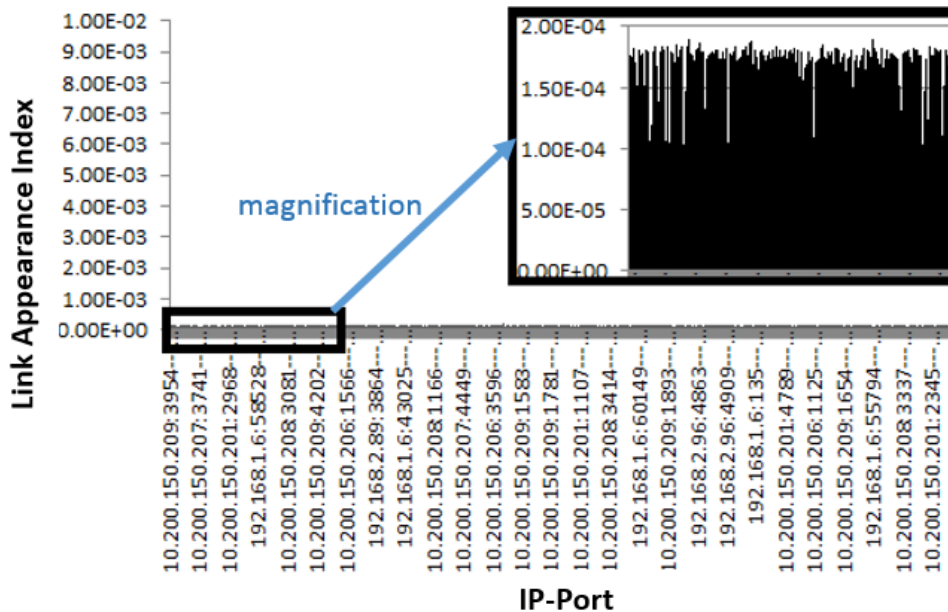 1.00E-02
9.00E-03
8.00E-03
7.00E-03
6.00E-03
5.00E-03
4.00E-03
3.00E-03
2.00E-03
1.00E-03
0.00E+00
Link Appearance Index
magnification
2.00E-04
1.50E-04
1.00E-04
5.00E-05
0.00E+00
10.200.150.209:3954---...
10.200.150.207:3741---...
10.200.150.201:2968---...
192.168.1.6:58528---...
10.200.150.208:3081---...
10.200.150.209:4202---...
10.200.150.206:1566---...
192.168.2.89:3864---...
192.168.1.6:43025---...
10.200.150.208:1166---...
10.200.150.207:4449---...
10.200.150.206:3596---...
10.200.150.209:1583---...
10.200.150.209:1781---...
10.200.150.201:1107---...
10.200.150.208:3414---...
192.168.1.6:60149---...
10.200.150.209:1893---...
192.168.2.96:4863---...
192.168.2.96:4909---...
192.168.1.6:135---...
10.200.150.201:4789---...
10.200.150.206:1125---...
10.200.150.209:1654---...
192.168.1.6:55794---...
10.200.150.208:3337---...
10.200.150.201:2345---...
IP-Port